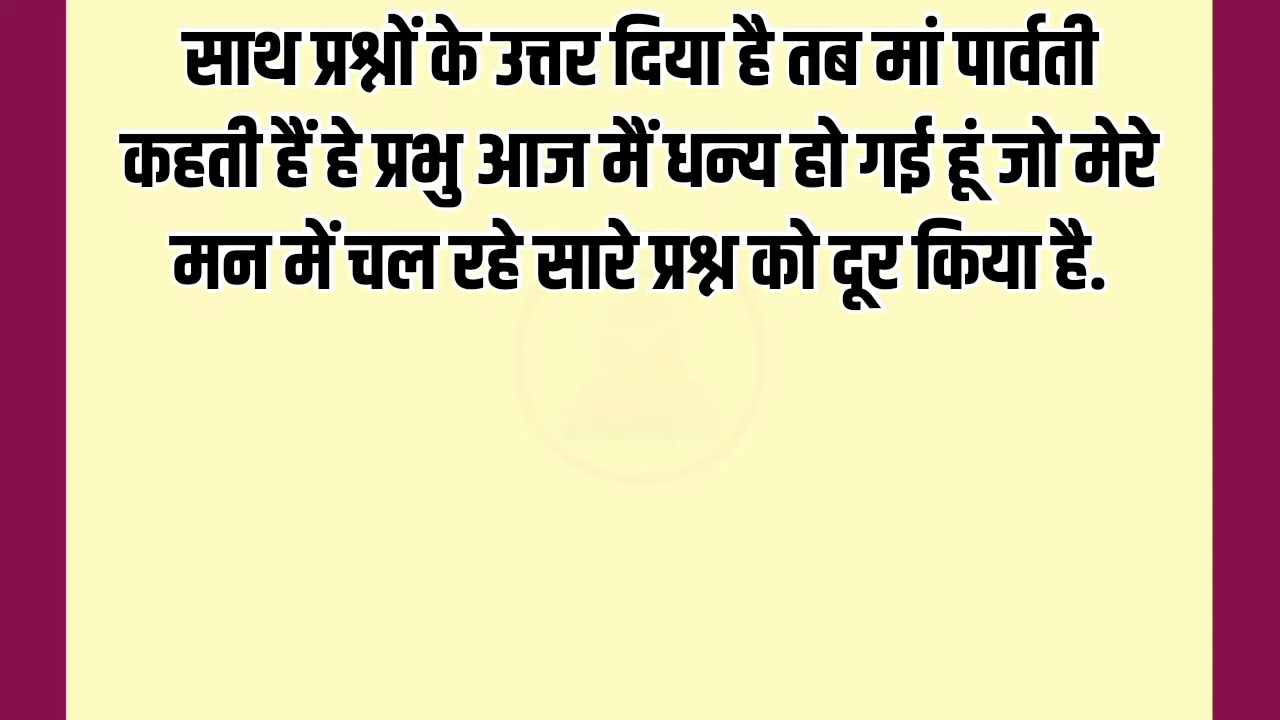 साथ प्रश्नों के उत्तर दिया है तब मां पार्वती
कहती हैं हे प्रभु आज मैं धन्य हो गई हूं जो मेरे
मन में चल रहे सारे प्रश्न को दूर किया है.